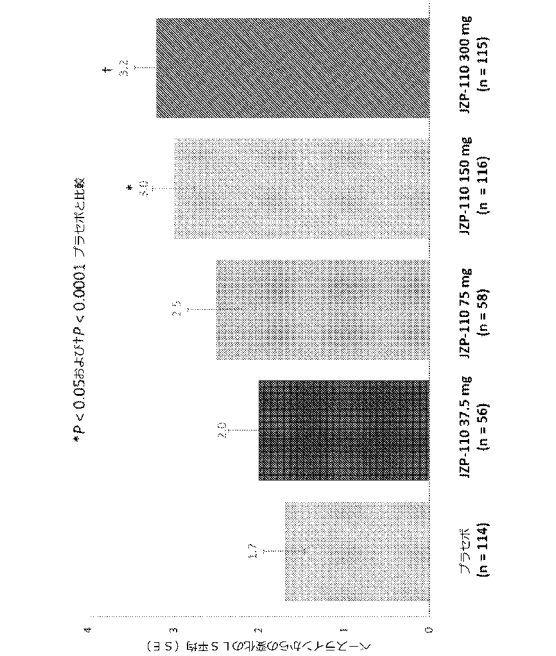 *P < 0.05および†P < 0.0001 プラセボと比較
ベースラインからの変化のLS平均 (SE)
4
3
2
1
0
1.7
2.0
2.5
*
3.0
†
3.2
プラセボ
(n = 114)
JZP-110 37.5 mg
(n = 56)
JZP-110 75 mg
(n = 58)
JZP-110 150 mg
(n = 116)
JZP-110 300 mg
(n = 115)